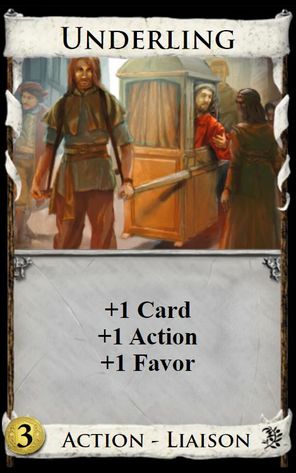 UNDERLING
+1 Card
+1 Action
+1 Favor
3
ACTION - LIAISON